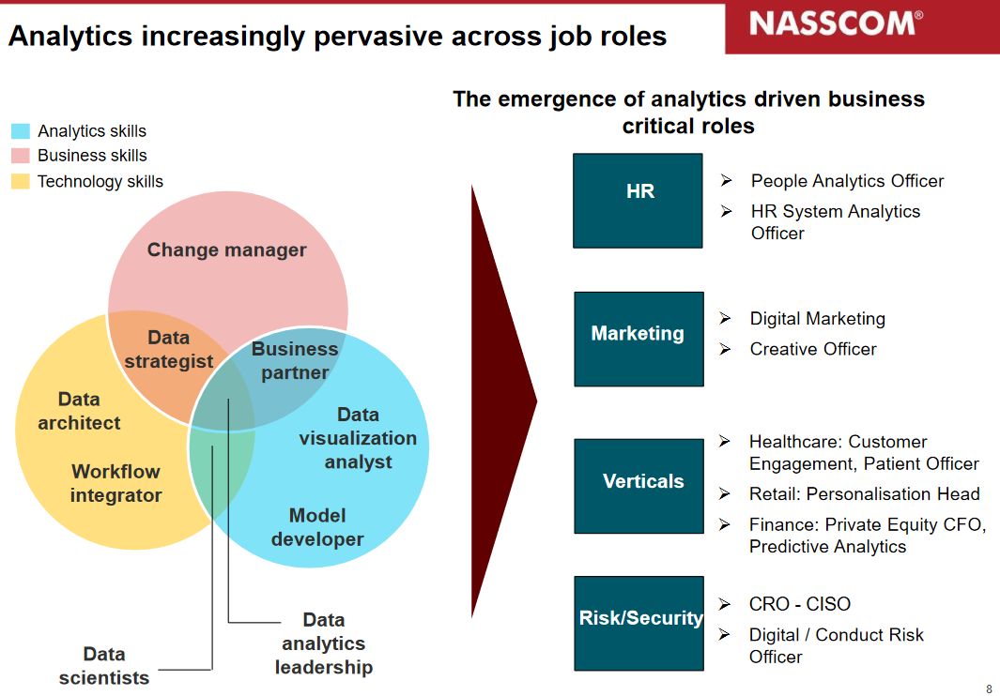 Analytics increasingly pervasive across job roles
NASSCOM®
Analytics skills
Business skills
Technology skills
Change manager
Data
strategist
Business
partner
Data
architect
Workflow
integrator
Data
visualization
analyst
Model
developer
Data
scientists
Data
analytics
leadership
The emergence of analytics driven business
critical roles
HR
➢ People Analytics Officer
➢ HR System Analytics
Officer
Marketing
➢ Digital Marketing
➢ Creative Officer
Verticals
➢ Healthcare: Customer
Engagement, Patient Officer
➢ Retail: Personalisation Head
➢ Finance: Private Equity CFO,
Predictive Analytics
Risk/Security
➢ CRO - CISO
➢ Digital / Conduct Risk
Officer
8